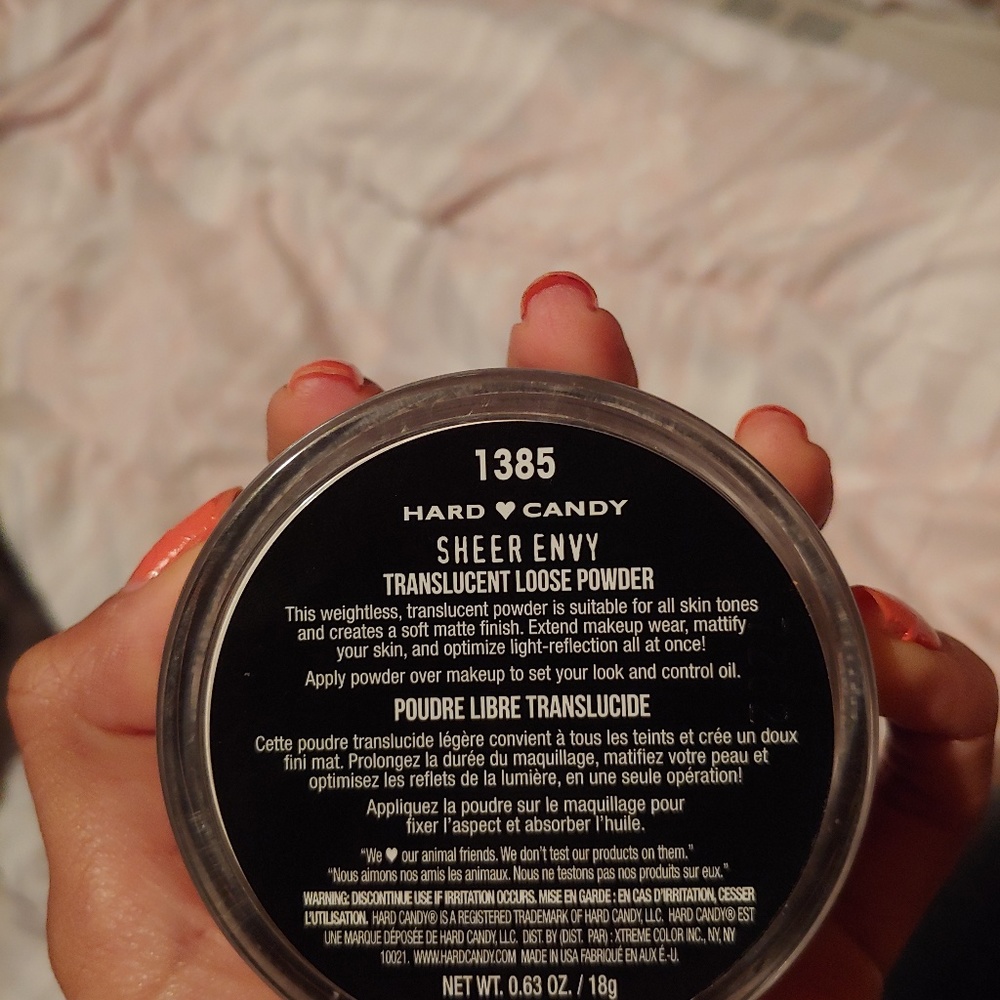 1385
HARD ♥ CANDY
SHEER ENVY
TRANSLUCENT LOOSE POWDER
This weightless, translucent powder is suitable for all skin tones
and creates a soft matte finish. Extend makeup wear, mattify
your skin, and optimize light-reflection all at once!
Apply powder over makeup to set your look and control oil.
POUDRE LIBRE TRANSLUCIDE
Cette poudre translucide légère convient à tous les teints et crée un doux
fini mat. Prolongez la durée du maquillage, matifiez votre peau et
optimisez les reflets de la lumière, en une seule opération!
Appliquez la poudre sur le maquillage pour
fixer l'aspect et absorber l'huile.
"We ♥ our animal friends. We don't test our products on them."
"Nous aimons nos amis les animaux. Nous ne testons pas nos produits sur eux."
WARNING: DISCONTINUE USE IF IRRITATION OCCURS. MISE EN GARDE : EN CAS D'IRRITATION, CESSER
L'UTILISATION. HARD CANDY® IS A REGISTERED TRADEMARK OF HARD CANDY, LLC. HARD CANDY® EST
UNE MARQUE DÉPOSÉE DE HARD CANDY, LLC. DIST. BY (DIST. PAR) : XTREME COLOR INC., NY, NY
10021. WWW.HARDCANDY.COM MADE IN USA FABRIQUÉ EN AUX É.-U.
NET WT. 0.63 OZ. / 18g